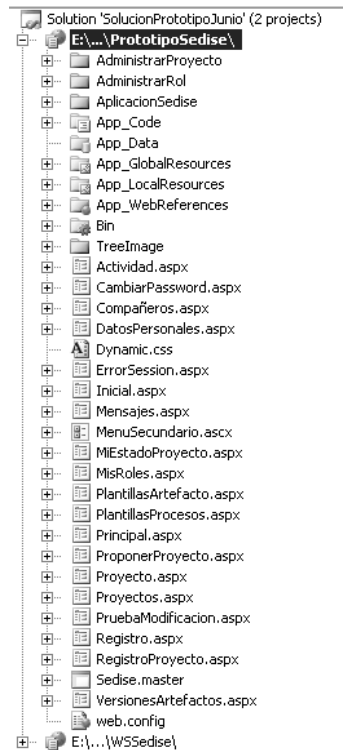 Solution 'SolucionPrototipoJunio' (2 projects)
E:\...\PrototipoSedise\
AdministrarProyecto
AdministrarRol
AplicacionSedise
App_Code
App_Data
App_GlobalResources
App_LocalResources
App_WebReferences
Bin
TreeImage
Actividad.aspx
CambiarPassword.aspx
Compañeros.aspx
DatosPersonales.aspx
Dynamic.css
ErrorSession.aspx
Inicial.aspx
Mensajes.aspx
MenuSecundario.ascx
MiEstadoProyecto.aspx
MisRoles.aspx
PlantillasArtefacto.aspx
PlantillasProcesos.aspx
Principal.aspx
ProponerProyecto.aspx
Proyecto.aspx
Proyectos.aspx
PruebaModificacion.aspx
Registro.aspx
RegistroProyecto.aspx
Sedise.master
VersionesArtefactos.aspx
web.config
E:\...\WSSedise\